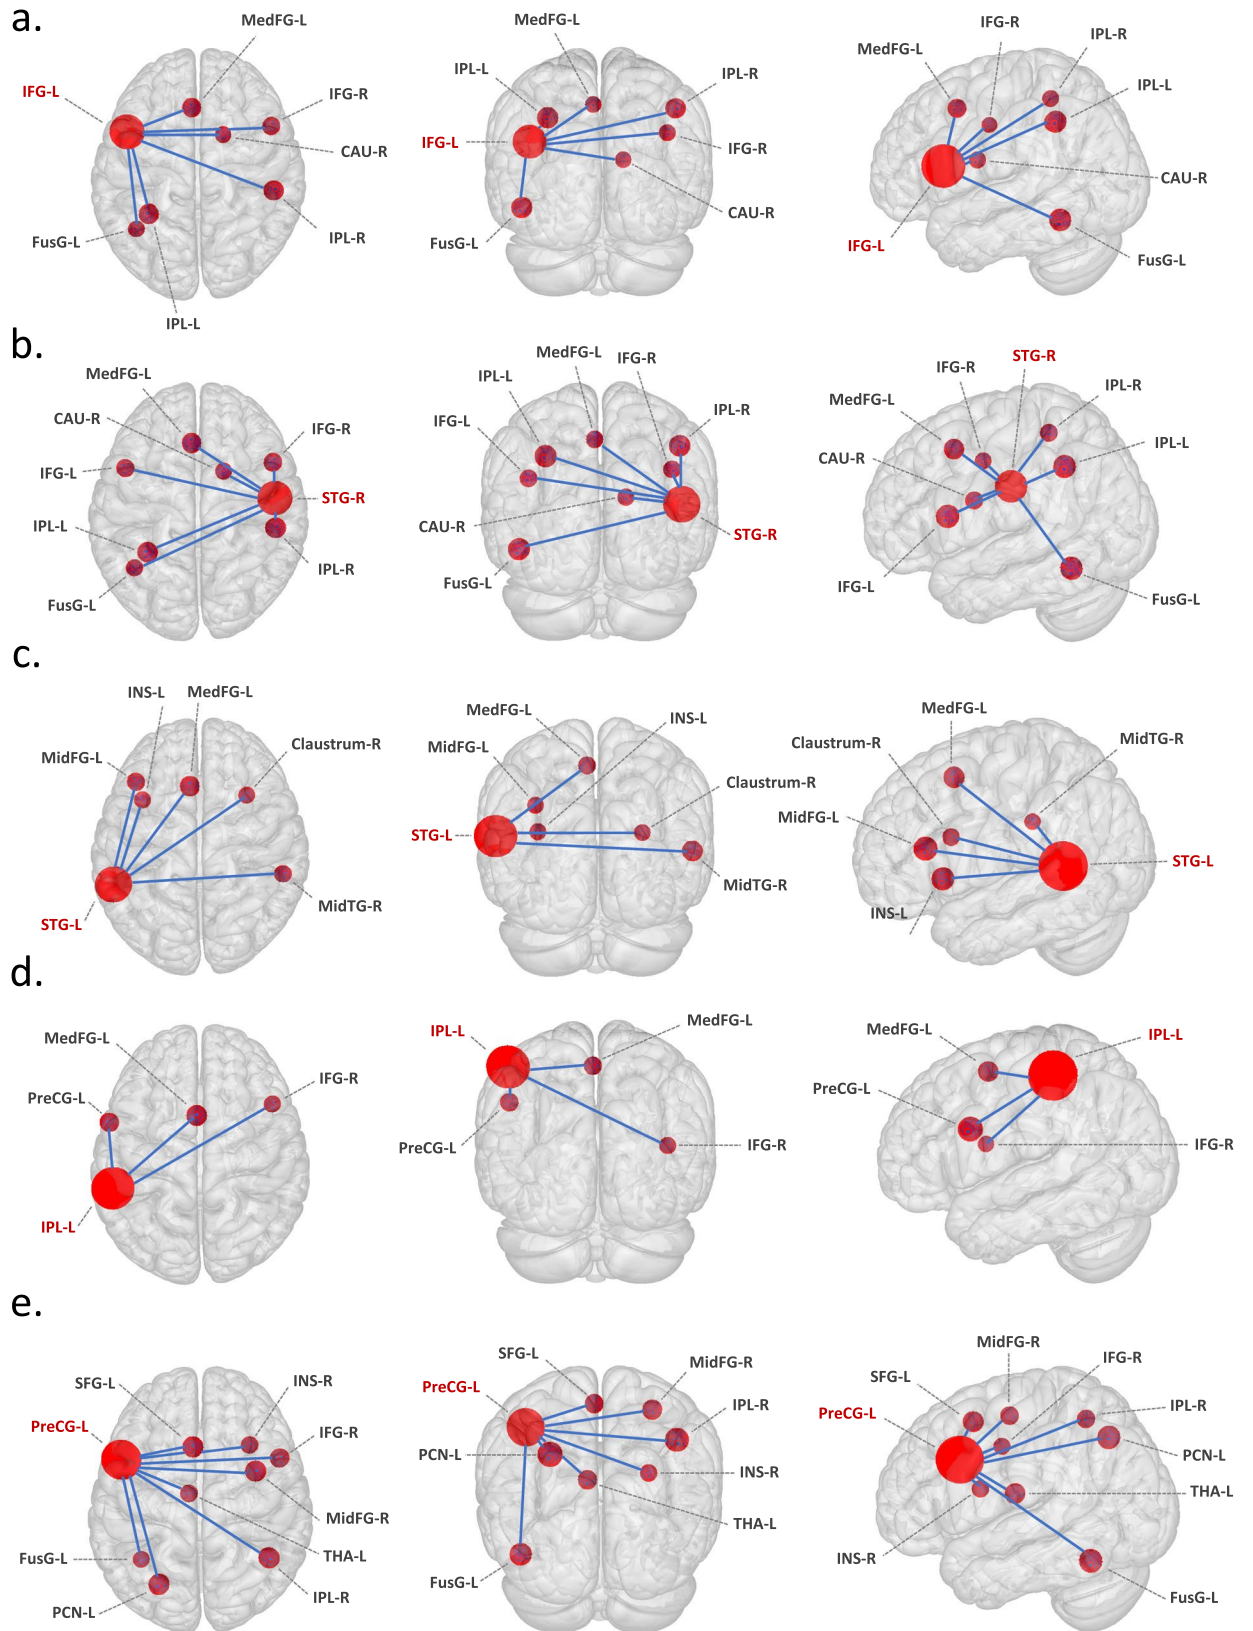 a.
MedFG-L
IFG-L
IFG-R
CAU-R
IPL-R
FusG-L
IPL-L
MedFG-L
IPL-L
IPL-R
IFG-L
IFG-R
CAU-R
FusG-L
IFG-R
MedFG-L
IPL-R
IPL-L
CAU-R
IFG-L
FusG-L
b.
MedFG-L
CAU-R
IFG-R
IFG-L
STG-R
IPL-L
IPL-R
FusG-L
MedFG-L
IFG-R
IPL-L
IPL-R
IFG-L
CAU-R
STG-R
FusG-L
STG-R
IFG-R
IPL-R
MedFG-L
IPL-L
CAU-R
IFG-L
FusG-L
c.
INS-L
MedFG-L
Claustrum-R
MidFG-L
MidTG-R
STG-L
MedFG-L
INS-L
MidFG-L
Claustrum-R
STG-L
MidTG-R
MedFG-L
Claustrum-R
MidTG-R
MidFG-L
STG-L
INS-L
d.
MedFG-L
IFG-R
PreCG-L
IPL-L
IPL-L
MedFG-L
PreCG-L
IFG-R
MedFG-L
IPL-L
PreCG-L
IFG-R
e.
SFG-L
INS-R
PreCG-L
IFG-R
MidFG-R
FusG-L
THA-L
IPL-R
PCN-L
SFG-L
MidFG-R
PreCG-L
IPL-R
PCN-L
INS-R
THA-L
FusG-L
MidFG-R
IFG-R
SFG-L
IPL-R
PreCG-L
PCN-L
THA-L
INS-R
FusG-L